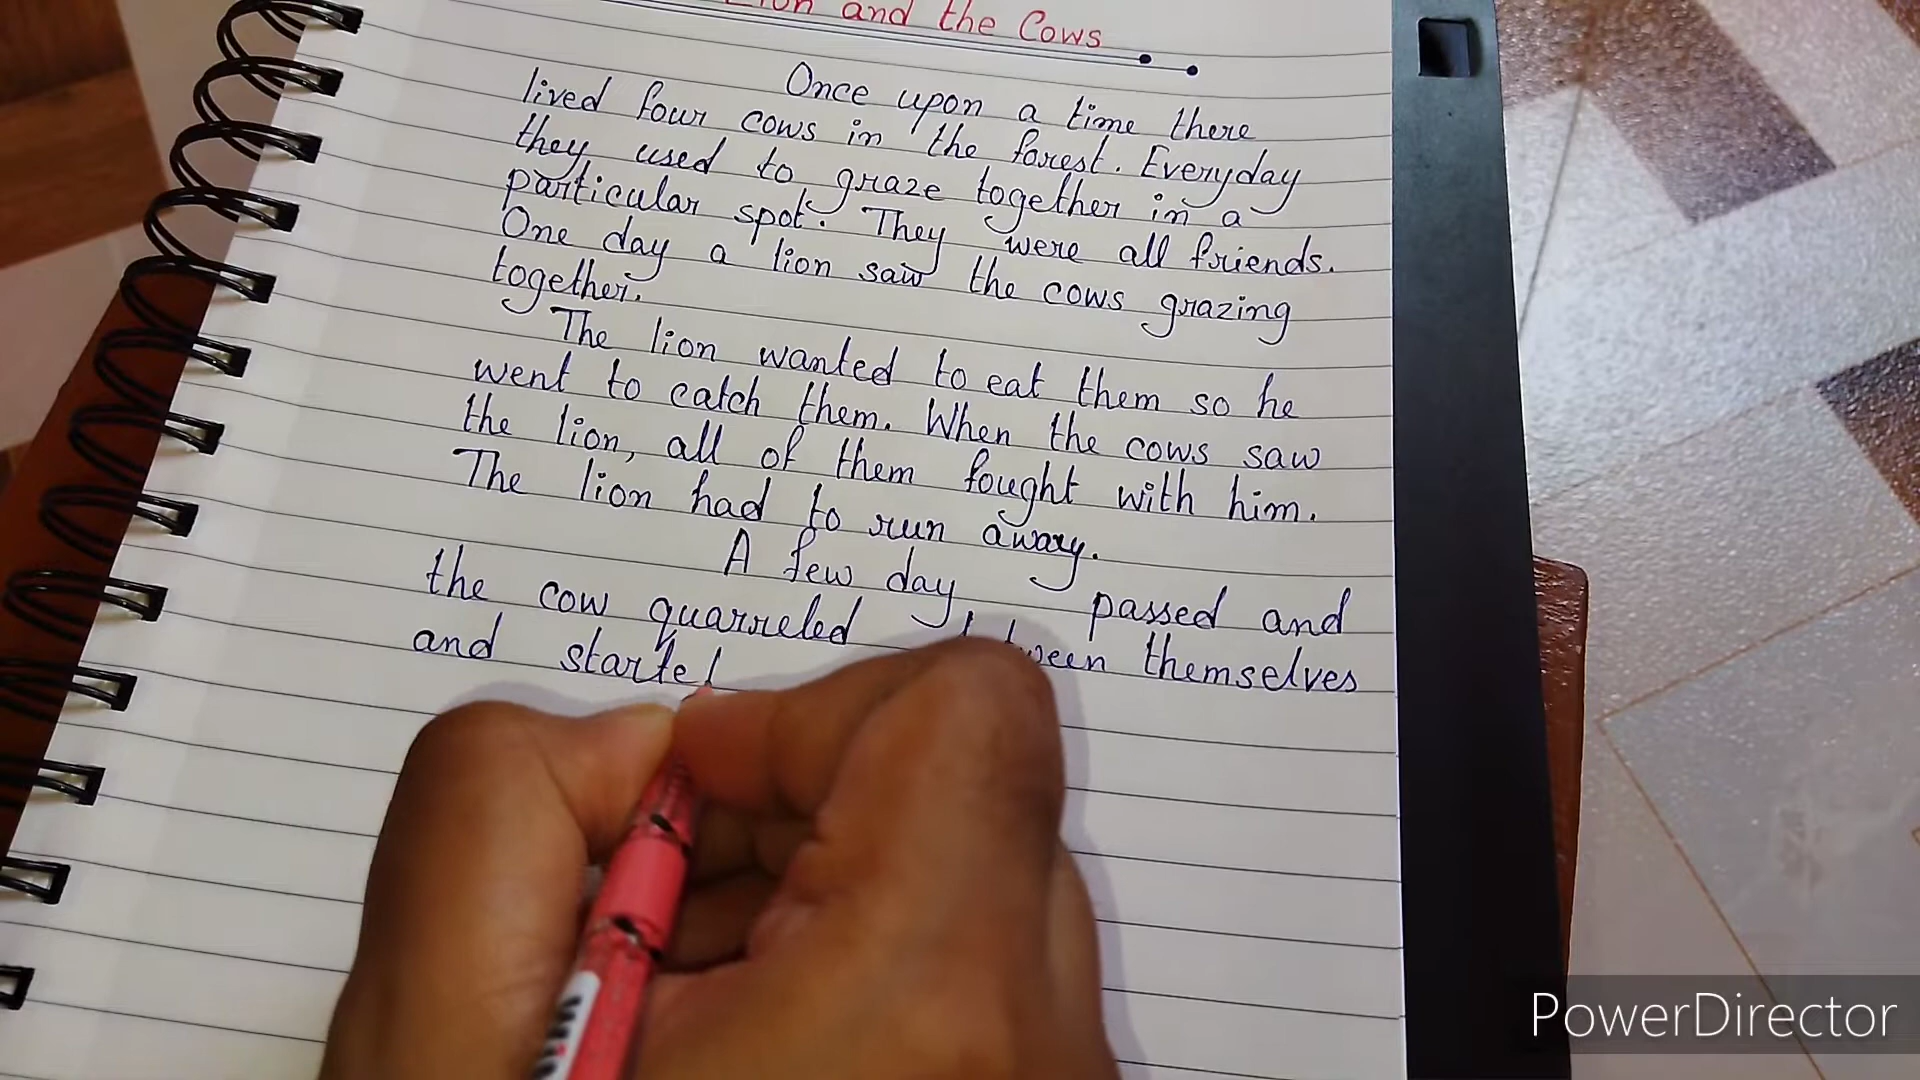 Lion and the Cows
Once upon a time there
lived four cows in the forest. Everyday
they used to graze together in a
particular spot. They were all friends.
One day a lion saw the cows grazing
together.
The lion wanted to eat them so he
went to catch them. When the cows saw
the lion, all of them fought with him.
The lion had to run away.
A few day passed and
the cow quarreled themselves
and
PowerDirector